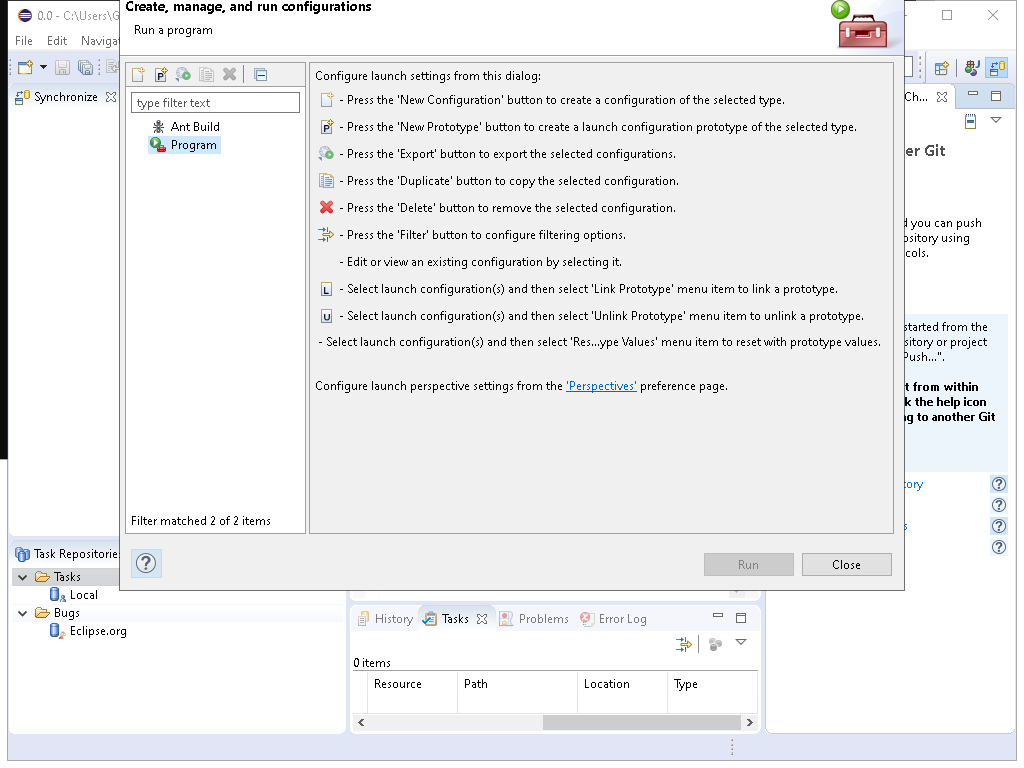 Create, manage, and run configurations
Run a program
0.0 - C:\Users\G
File Edit Navigat
Synchronize
type filter text
Ant Build
Program
Filter matched 2 of 2 items
Configure launch settings from this dialog:
- Press the 'New Configuration' button to create a configuration of the selected type.
- Press the 'New Prototype' button to create a launch configuration prototype of the selected type.
- Press the 'Export' button to export the selected configurations.
- Press the 'Duplicate' button to copy the selected configuration.
- Press the 'Delete' button to remove the selected configuration.
- Press the 'Filter' button to configure filtering options.
- Edit or view an existing configuration by selecting it.
L - Select launch configuration(s) and then select 'Link Prototype' menu item to link a prototype.
U - Select launch configuration(s) and then select 'Unlink Prototype' menu item to unlink a prototype.
- Select launch configuration(s) and then select 'Res...ype Values' menu item to reset with prototype values.
Configure launch perspective settings from the 'Perspectives' preference page.
Run
Close
Ch...
er Git
d you can push
ository using
cols.
started from the
ository or project
Push...".
t from within
k the help icon
ng to another Git
ory
s
Task Repositorie
Tasks
Local
Bugs
Eclipse.org
History Tasks Problems Error Log
0 items
Resource Path Location Type